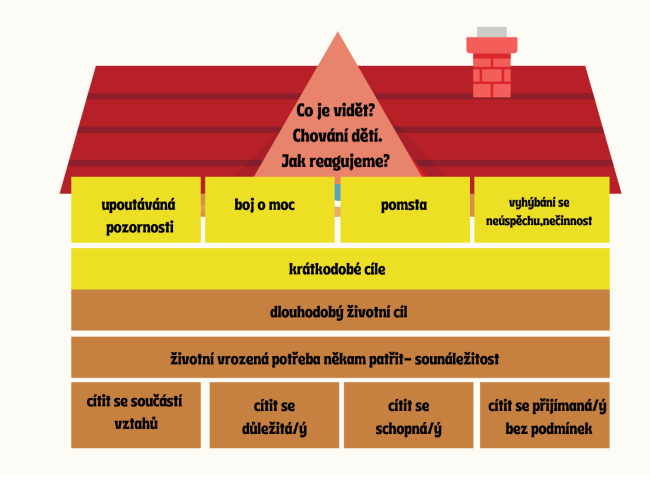 Co je vidět?
Chování dětí.
Jak reagujeme?
upoutáváná
pozornosti
boj o moc
pomsta
vyhýbání se
neúspěchu,nečinnost
krátkodobé cíle
dlouhodobý životní cíl
životní vrozená potřeba někam patřit– sounáležitost
cítit se součástí
vztahů
cítit se
důležitá/ý
cítit se
schopná/ý
cítit se přijímaná/ý
bez podmínek